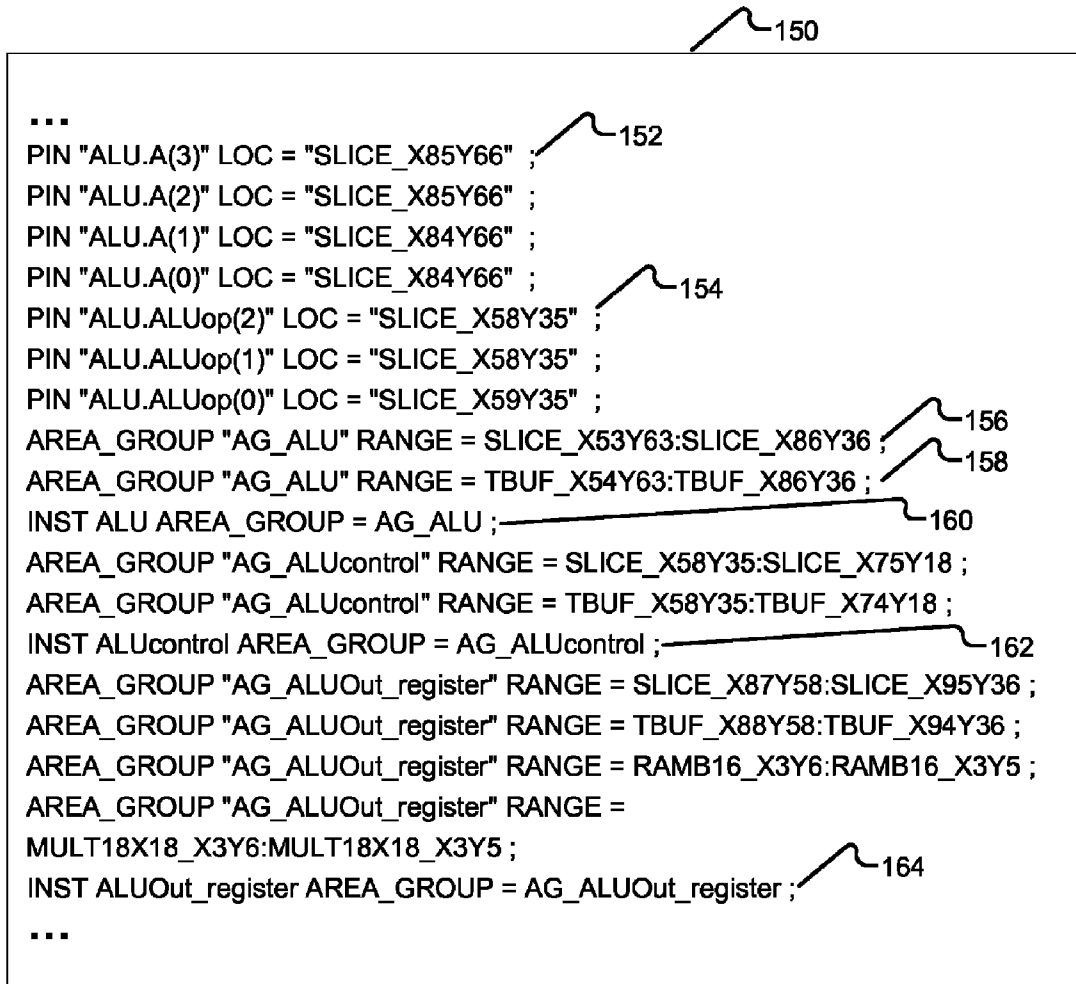 150
...
PIN "ALU.A(3)" LOC = "SLICE_X85Y66" ; 152
PIN "ALU.A(2)" LOC = "SLICE_X85Y66" ;
PIN "ALU.A(1)" LOC = "SLICE_X84Y66" ;
PIN "ALU.A(0)" LOC = "SLICE_X84Y66" ;
PIN "ALU.ALUop(2)" LOC = "SLICE_X58Y35" ; 154
PIN "ALU.ALUop(1)" LOC = "SLICE_X58Y35" ;
PIN "ALU.ALUop(0)" LOC = "SLICE_X59Y35" ;
AREA_GROUP "AG_ALU" RANGE = SLICE_X53Y63:SLICE_X86Y36 ; 156
AREA_GROUP "AG_ALU" RANGE = TBUF_X54Y63:TBUF_X86Y36 ; 158
INST ALU AREA_GROUP = AG_ALU ; 160
AREA_GROUP "AG_ALUcontrol" RANGE = SLICE_X58Y35:SLICE_X75Y18 ;
AREA_GROUP "AG_ALUcontrol" RANGE = TBUF_X58Y35:TBUF_X74Y18 ;
INST ALUcontrol AREA_GROUP = AG_ALUcontrol ; 162
AREA_GROUP "AG_ALUOut_register" RANGE = SLICE_X87Y58:SLICE_X95Y36 ;
AREA_GROUP "AG_ALUOut_register" RANGE = TBUF_X88Y58:TBUF_X94Y36 ;
AREA_GROUP "AG_ALUOut_register" RANGE = RAMB16_X3Y6:RAMB16_X3Y5 ;
AREA_GROUP "AG_ALUOut_register" RANGE =
MULT18X18_X3Y6:MULT18X18_X3Y5 ;
INST ALUOut_register AREA_GROUP = AG_ALUOut_register ; 164
...